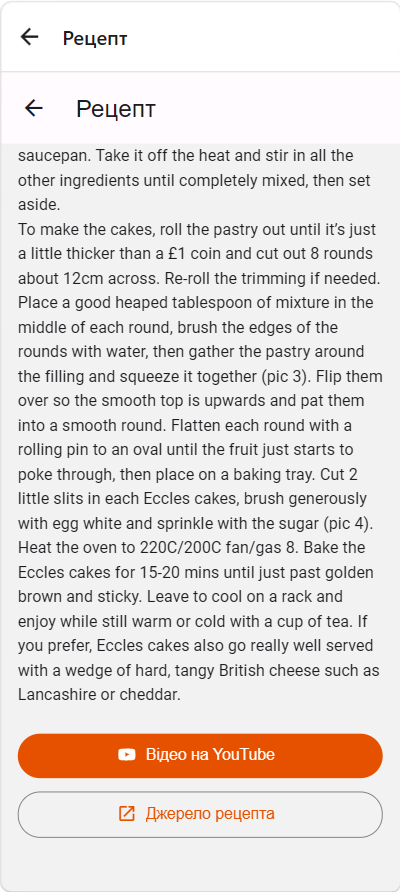 Рецепт
Рецепт
saucepan. Take it off the heat and stir in all the
other ingredients until completely mixed, then set
aside.
To make the cakes, roll the pastry out until it’s just
a little thicker than a £1 coin and cut out 8 rounds
about 12cm across. Re-roll the trimming if needed.
Place a good heaped tablespoon of mixture in the
middle of each round, brush the edges of the
rounds with water, then gather the pastry around
the filling and squeeze it together (pic 3). Flip them
over so the smooth top is upwards and pat them
into a smooth round. Flatten each round with a
rolling pin to an oval until the fruit just starts to
poke through, then place on a baking tray. Cut 2
little slits in each Eccles cakes, brush generously
with egg white and sprinkle with the sugar (pic 4).
Heat the oven to 220C/200C fan/gas 8. Bake the
Eccles cakes for 15-20 mins until just past golden
brown and sticky. Leave to cool on a rack and
enjoy while still warm or cold with a cup of tea. If
you prefer, Eccles cakes also go really well served
with a wedge of hard, tangy British cheese such as
Lancashire or cheddar.
Відео на YouTube
Джерело рецепта